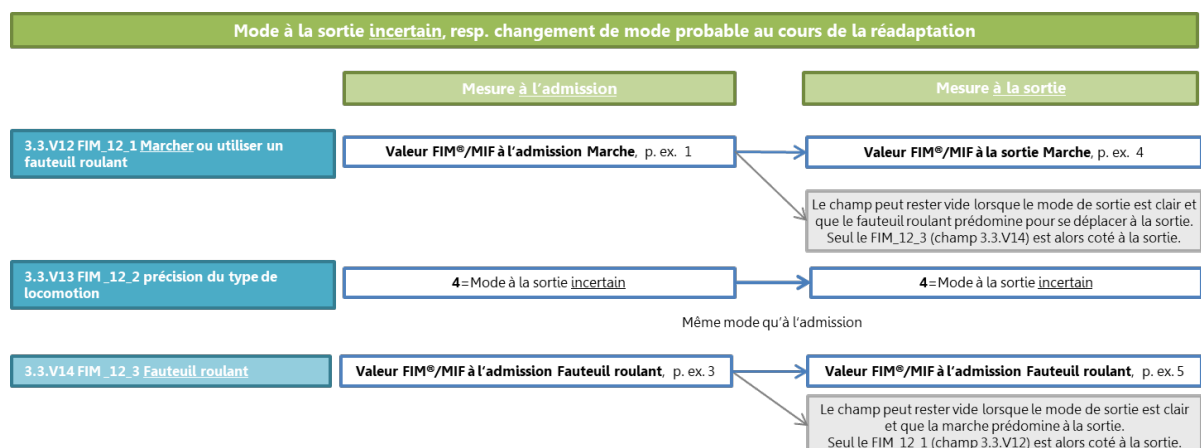 Mode à la sortie incertain, resp. changement de mode probable au cours de la réadaptation
Mesure à l'admission
Mesure à la sortie
3.3.V12 FIM_12_1 Marcher ou utiliser un
fauteuil roulant
Valeur FIM®/MIF à l'admission Marche, p. ex. 1
Valeur FIM®/MIF à la sortie Marche, p. ex. 4
Le champ peut rester vide lorsque le mode de sortie est clair et
que le fauteuil roulant prédomine pour se déplacer à la sortie.
Seul le FIM_12_3 (champ 3.3.V14) est alors coté à la sortie.
3.3.V13 FIM _12_2 précision du type de
locomotion
4=Mode à la sortie incertain
4=Mode à la sortie incertain
Même mode qu'à l'admission
3.3.V14 FIM _12_3 Fauteuil roulant
Valeur FIM®/MIF à l'admission Fauteuil roulant, p. ex. 3
Valeur FIM®/MIF à l'admission Fauteuil roulant, p. ex. 5
Le champ peut rester vide lorsque le mode de sortie est clair
et que la marche prédomine à la sortie.
Seul le FIM_12_1 (champ 3.3.V12) est alors coté à la sortie.